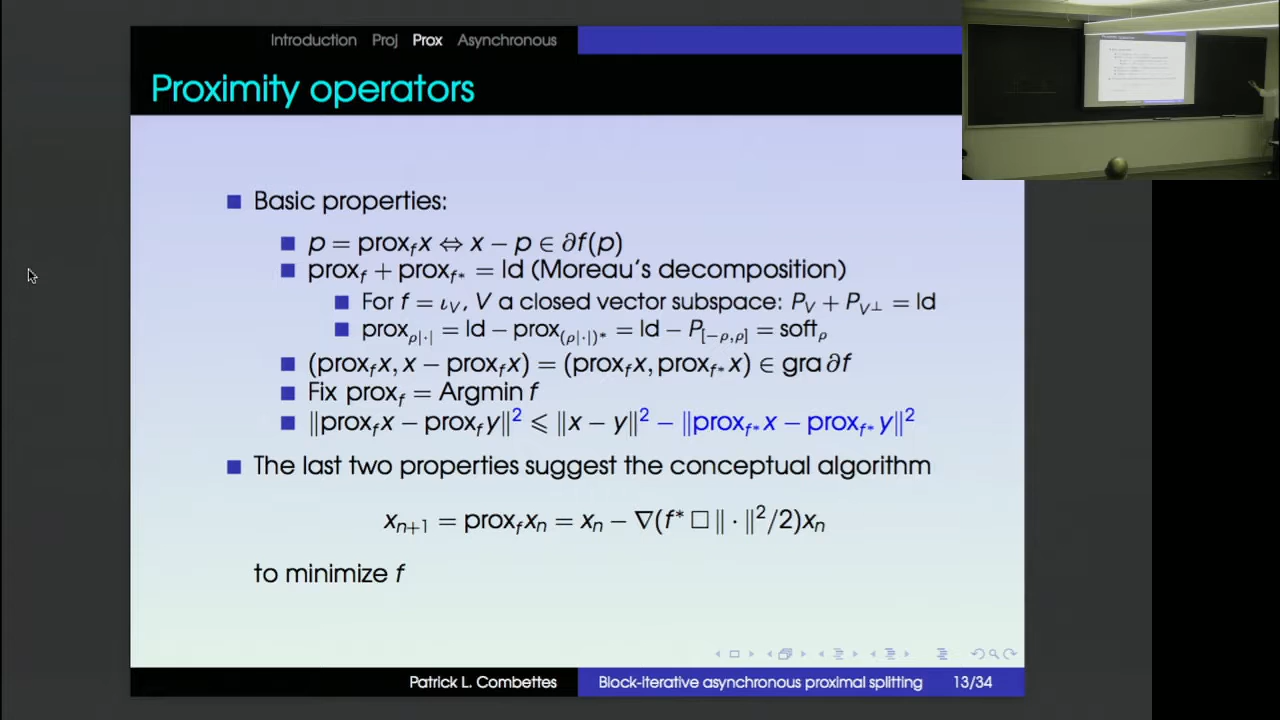 Introduction Proj Prox Asynchronous
Proximity operators
Basic properties:
p = prox_f x ⇔ x − p ∈ ∂f(p)
prox_f + prox_{f*} = Id (Moreau's decomposition)
For f = ι_V, V a closed vector subspace: P_V + P_{V⊥} = Id
prox_{ρ|·|} = Id − prox_{(ρ|·|)*} = Id − P_{[−ρ,ρ]} = soft_ρ
(prox_f x, x − prox_f x) = (prox_f x, prox_{f*} x) ∈ gra ∂f
Fix prox_f = Argmin f
‖prox_f x − prox_f y‖² ⩽ ‖x − y‖² − ‖prox_{f*} x − prox_{f*} y‖²
The last two properties suggest the conceptual algorithm
x_{n+1} = prox_f x_n = x_n − ∇(f* □ ‖ · ‖²/2)x_n
to minimize f
Patrick L. Combettes Block-iterative asynchronous proximal splitting 13/34